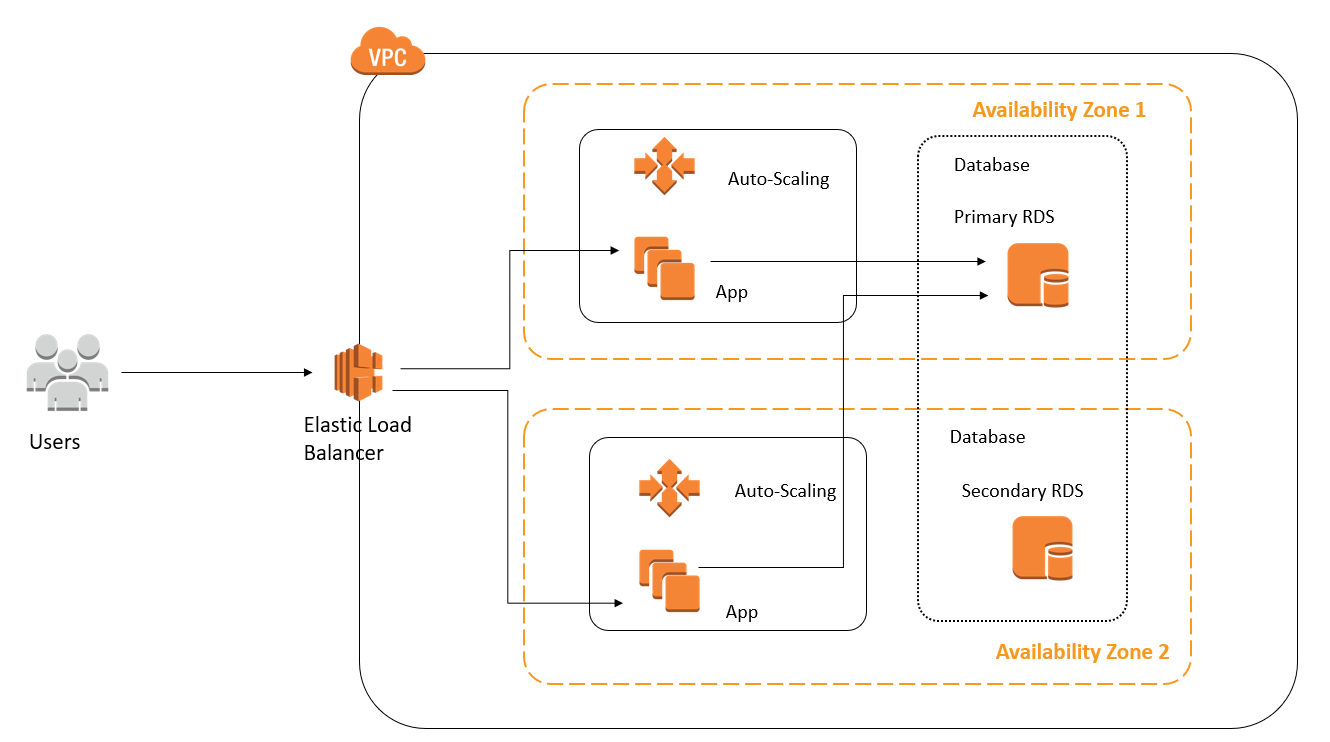 VPC
Availability Zone 1
Auto-Scaling
Database
Primary RDS
App
Users
Elastic Load
Balancer
Database
Auto-Scaling
Secondary RDS
App
Availability Zone 2